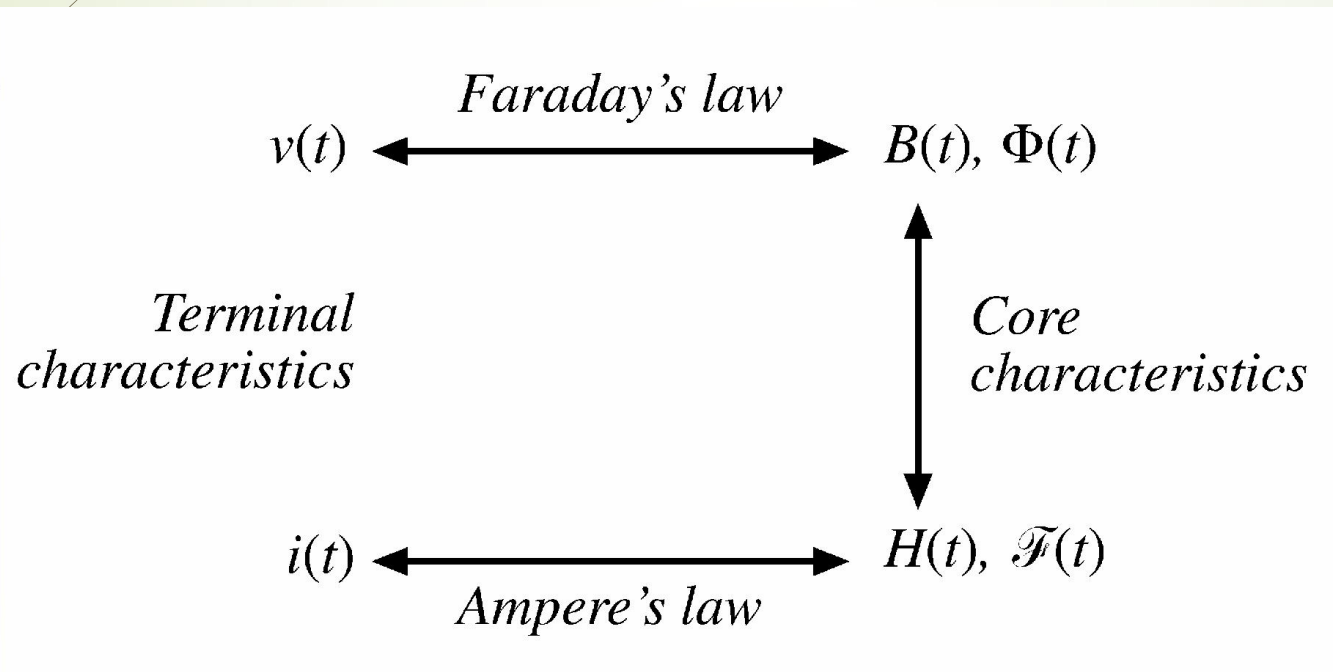 Faraday’s law
v(t)
B(t), Φ(t)
Terminal
characteristics
Core
characteristics
i(t)
H(t), ℱ(t)
Ampere’s law